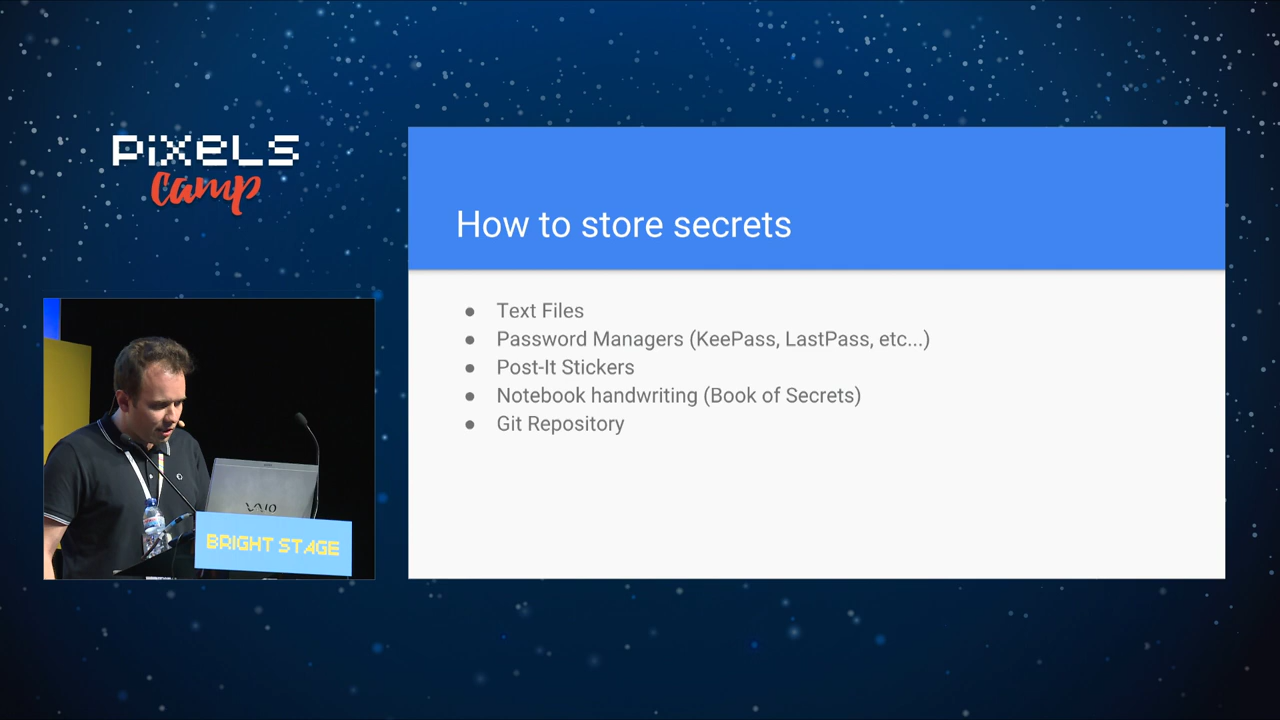 pixels
camp
How to store secrets
● Text Files
● Password Managers (KeePass, LastPass, etc...)
● Post-It Stickers
● Notebook handwriting (Book of Secrets)
● Git Repository
VAIO
BRIGHT STAGE